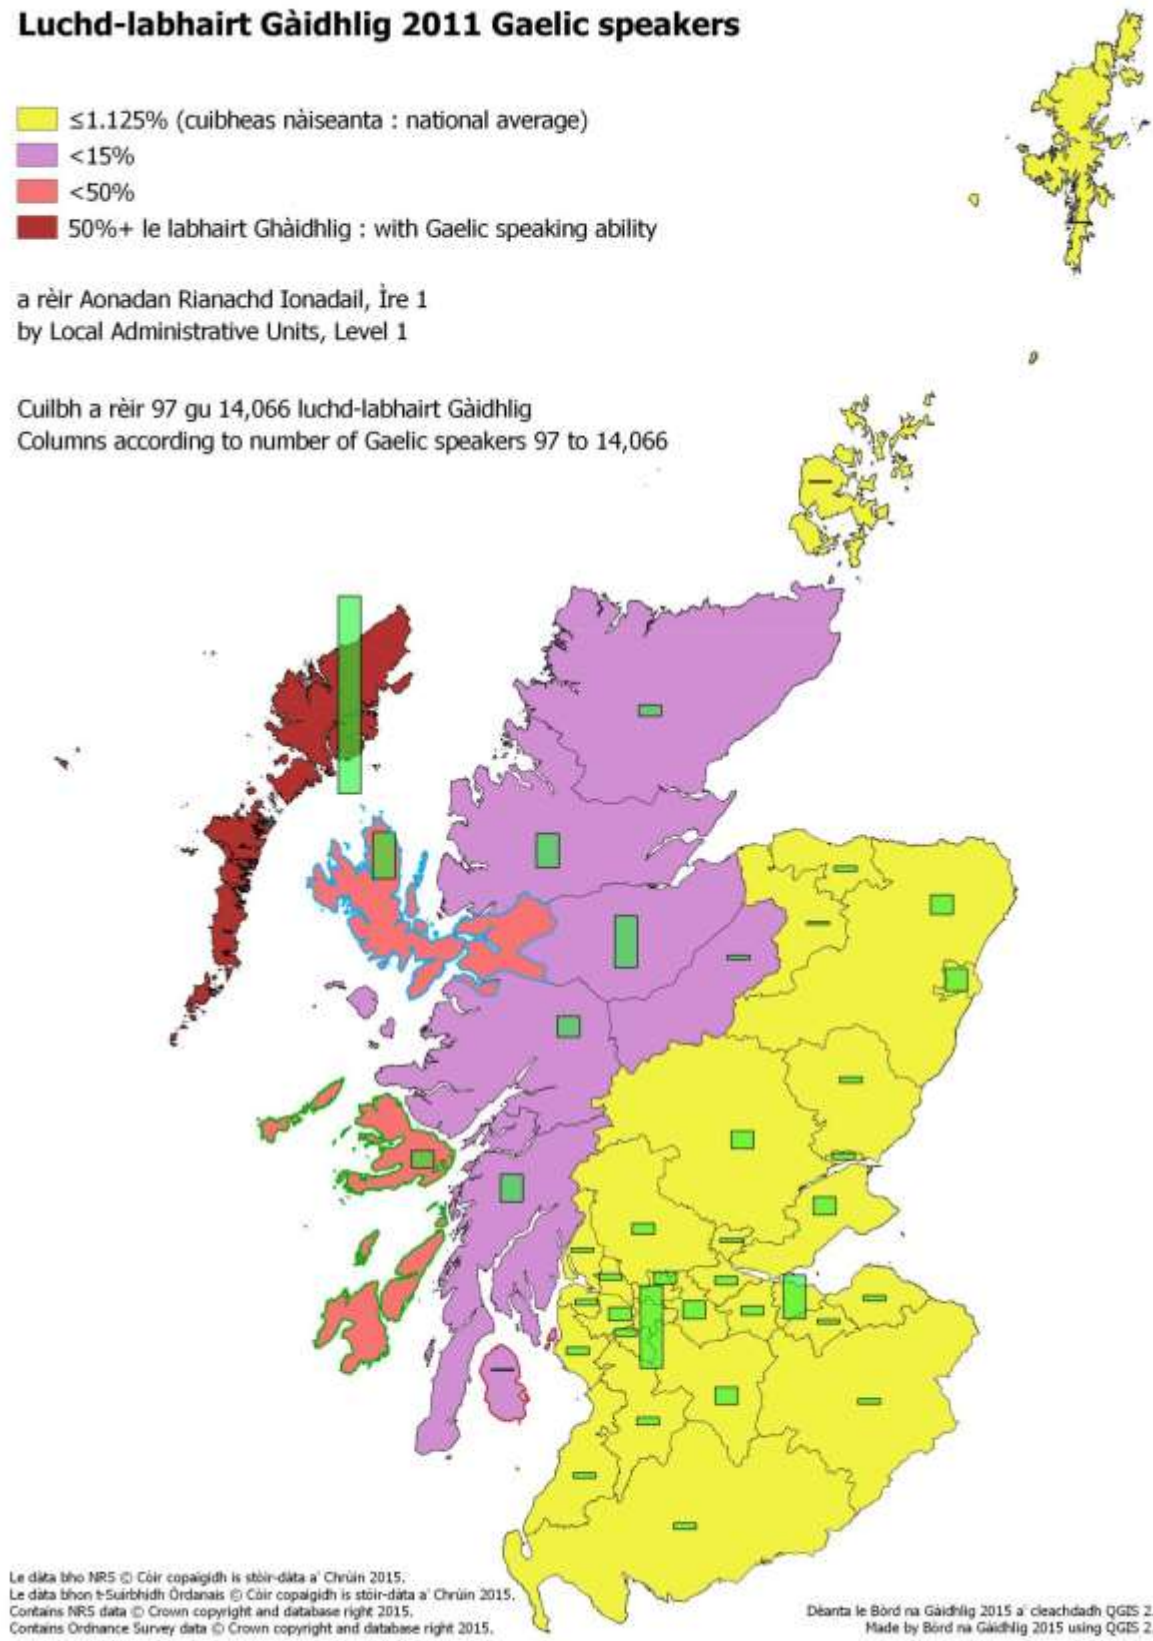 Luchd-labhairt Gàidhlig 2011 Gaelic speakers
≤1.125% (cuibheas nàiseanta : national average)
<15%
<50%
50%+ le labhairt Ghàidhlig : with Gaelic speaking ability
a rèir Aonadan Rianachd Ionadail, Ìre 1
by Local Administrative Units, Level 1
Cuilbh a rèir 97 gu 14,066 luchd-labhairt Gàidhlig
Columns according to number of Gaelic speakers 97 to 14,066
Le dàta bho NRS © Còir copaigidh is stòir-dàta a' Chrùin 2015.
Le dàta bhon t-Suirbhidh Òrdanais © Còir copaigidh is stòir-dàta a' Chrùin 2015.
Contains NRS data © Crown copyright and database right 2015.
Contains Ordnance Survey data © Crown copyright and database right 2015.
Dèanta le Bòrd na Gàidhlig 2015 a' cleachdadh QGIS 2.
Made by Bòrd na Gàidhlig 2015 using QGIS 2.